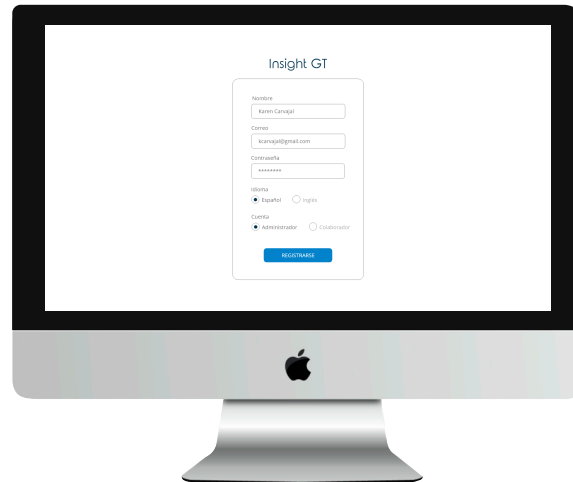 Insight GT
Nombre
Karen Carvajal
Correo
kcarvajal@gmail.com
Contraseña
********
Idioma
Español Inglés
Cuenta
Administrador Colaborador
REGISTRARSE